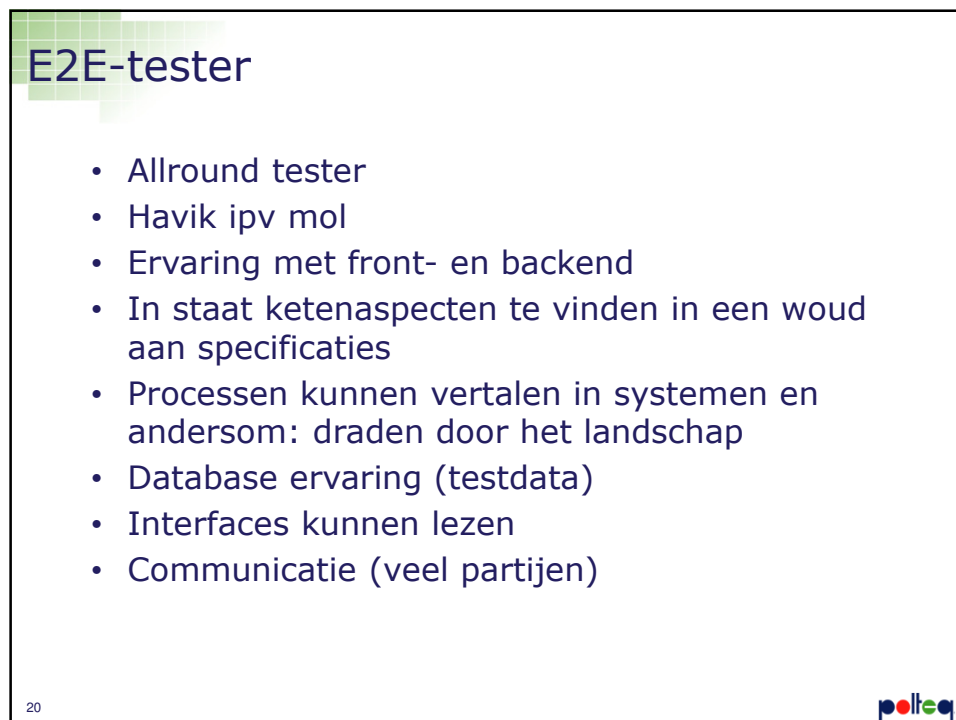 E2E-tester
• Allround tester
• Havik ipv mol
• Ervaring met front- en backend
• In staat ketenaspecten te vinden in een woud
aan specificaties
• Processen kunnen vertalen in systemen en
andersom: draden door het landschap
• Database ervaring (testdata)
• Interfaces kunnen lezen
• Communicatie (veel partijen)
20
polteq